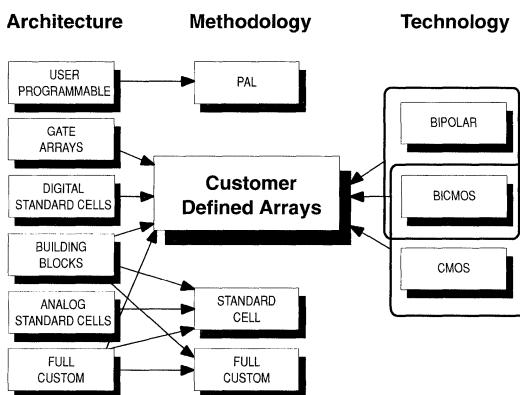 Architecture
Methodology
Technology
USER
PROGRAMMABLE
PAL
GATE
ARRAYS
BIPOLAR
Customer
Defined Arrays
DIGITAL
STANDARD CELLS
BICMOS
BUILDING
BLOCKS
CMOS
ANALOG
STANDARD CELLS
STANDARD
CELL
FULL
CUSTOM
FULL
CUSTOM